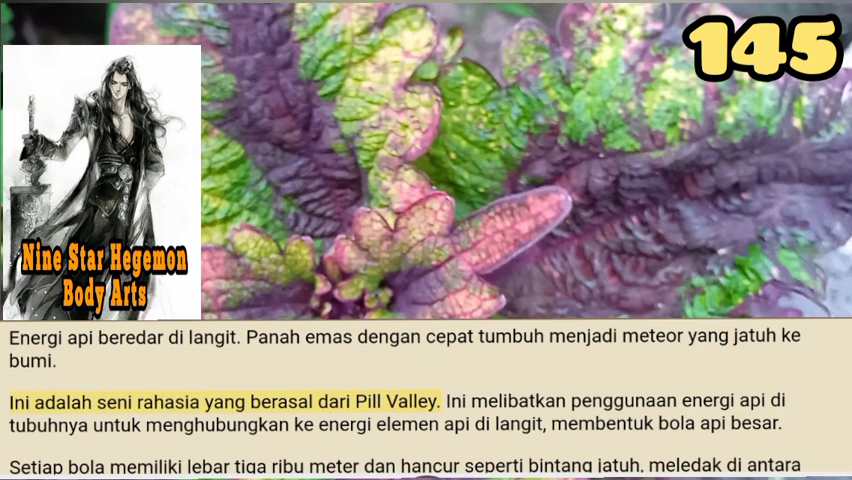 145
Nine Star Hegemon
Body Arts
Energi api beredar di langit. Panah emas dengan cepat tumbuh menjadi meteor yang jatuh ke
bumi.
Ini adalah seni rahasia yang berasal dari Pill Valley. Ini melibatkan penggunaan energi api di
tubuhnya untuk menghubungkan ke energi elemen api di langit, membentuk bola api besar.
Setiap bola memiliki lebar tiga ribu meter dan hancur seperti bintang jatuh, meledak di antara